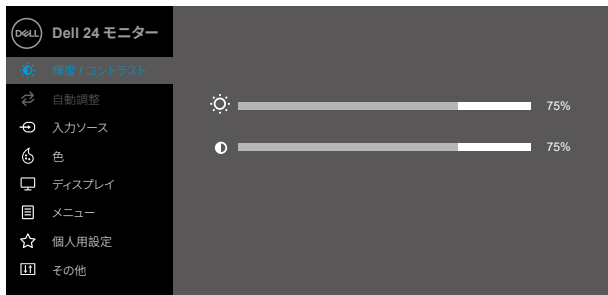 DELL
Dell 24 モニター
輝度 / コントラスト
自動調整
75%
入力ソース
75%
色
ディスプレイ
メニュー
個人用設定
その他